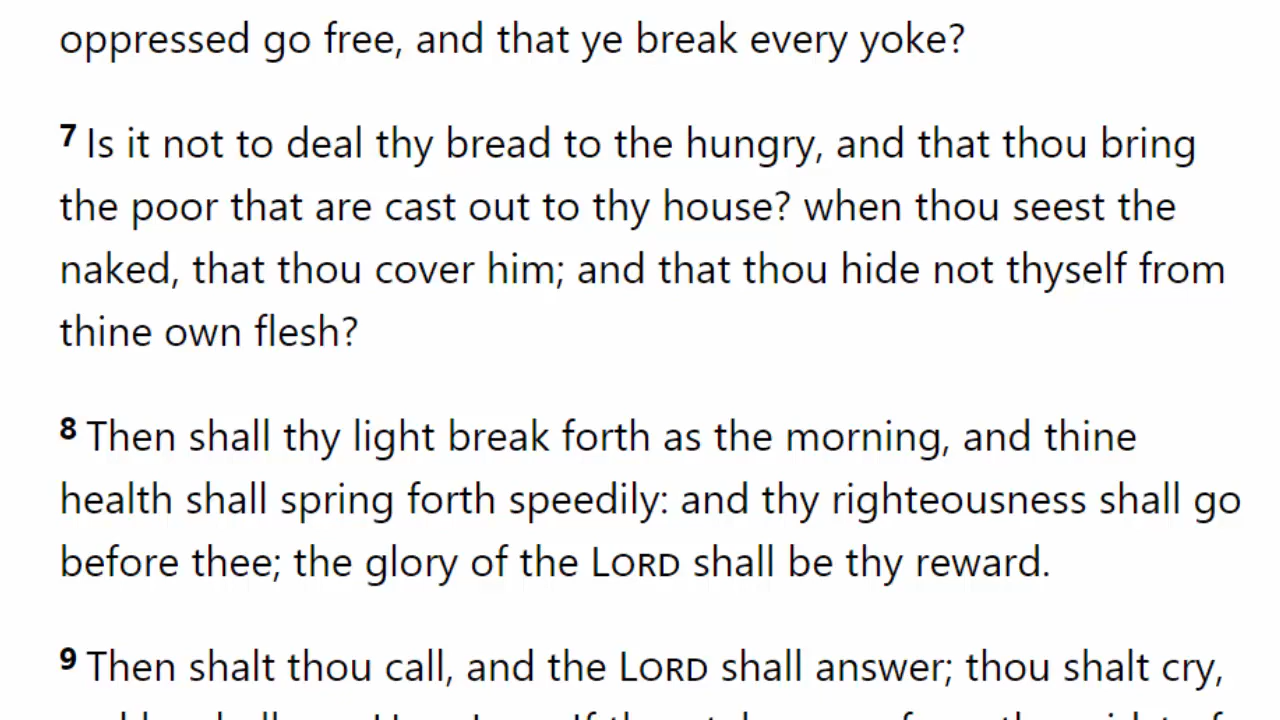 oppressed go free, and that ye break every yoke?
7 Is it not to deal thy bread to the hungry, and that thou bring
the poor that are cast out to thy house? when thou seest the
naked, that thou cover him; and that thou hide not thyself from
thine own flesh?
8 Then shall thy light break forth as the morning, and thine
health shall spring forth speedily: and thy righteousness shall go
before thee; the glory of the LORD shall be thy reward.
9 Then shalt thou call, and the LORD shall answer; thou shalt cry,